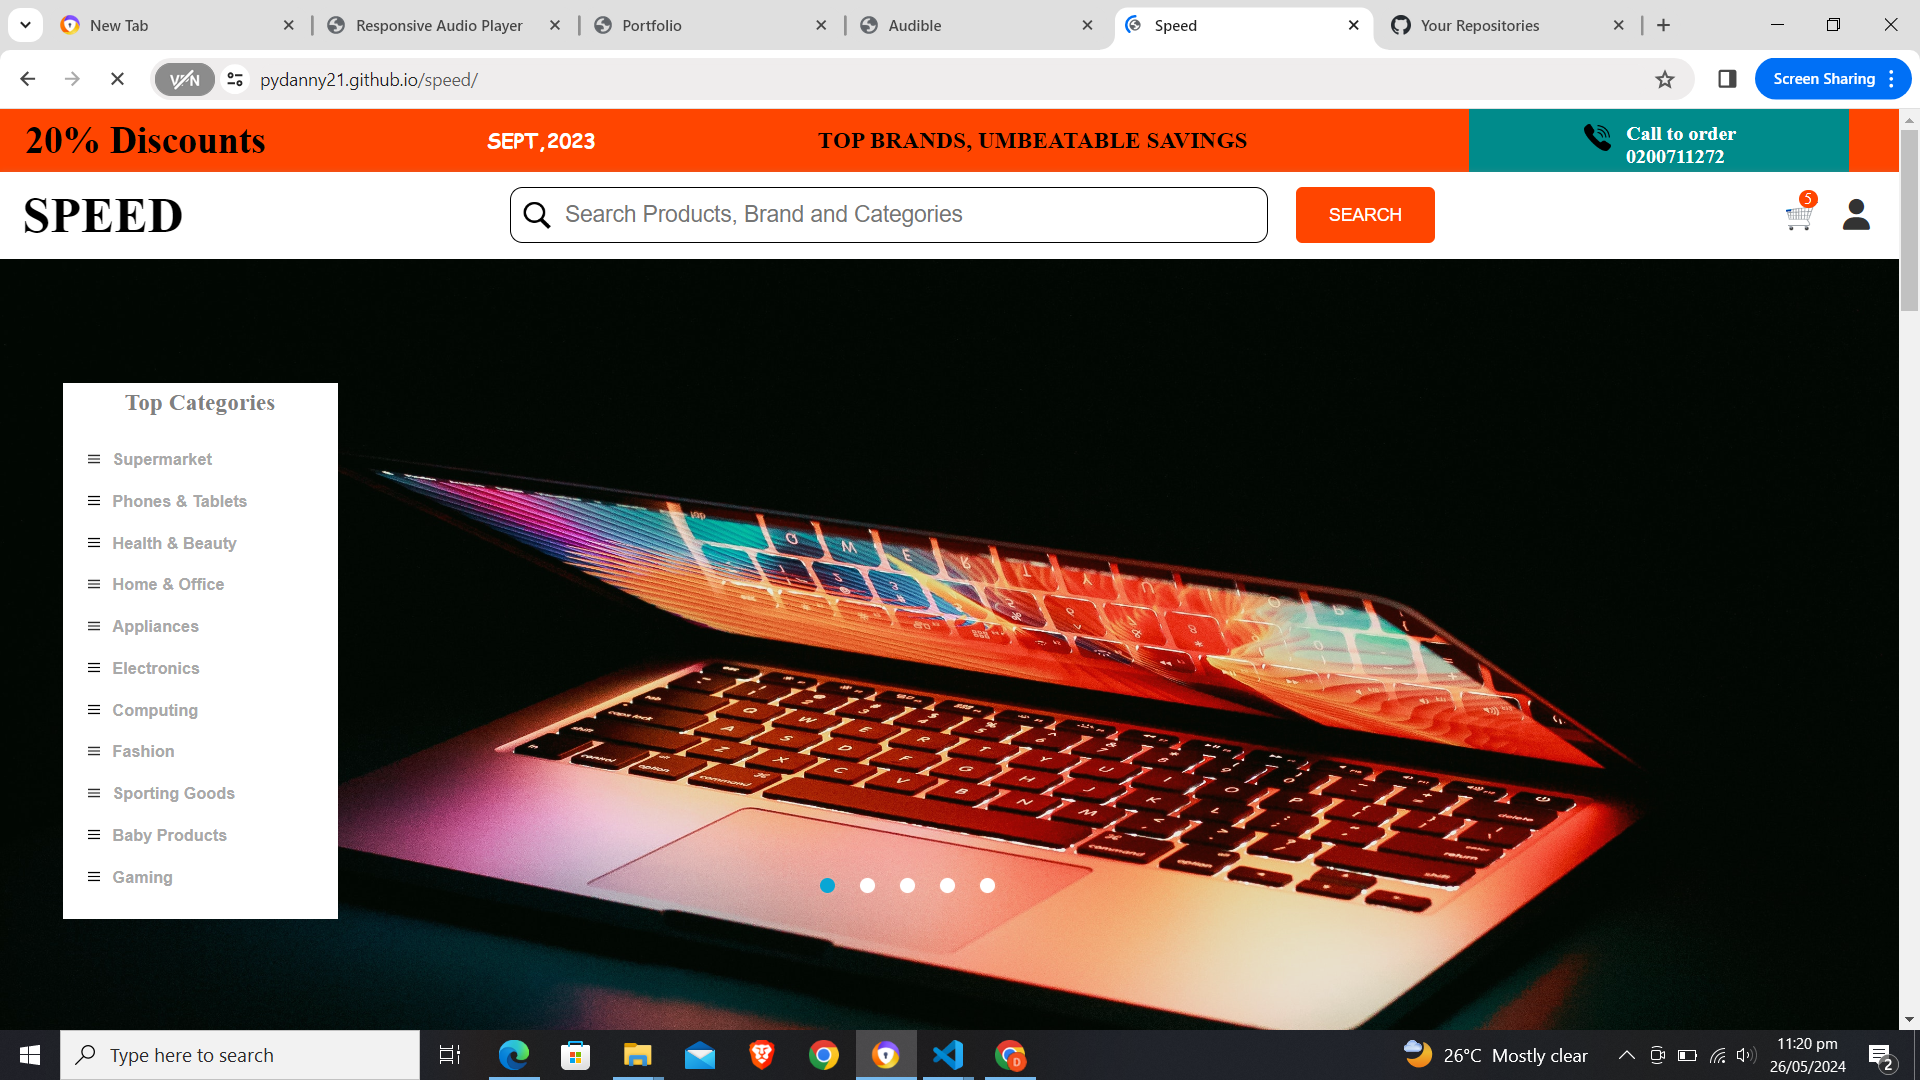 New Tab
Responsive Audio Player
Portfolio
Audible
Speed
Your Repositories
VPN
pydanny21.github.io/speed/
Screen Sharing
20% Discounts
SEPT,2023
TOP BRANDS, UMBEATABLE SAVINGS
Call to order
0200711272
SPEED
Search Products, Brand and Categories
SEARCH
5
Top Categories
Supermarket
Phones & Tablets
Health & Beauty
Home & Office
Appliances
Electronics
Computing
Fashion
Sporting Goods
Baby Products
Gaming
Type here to search
26°C Mostly clear
11:20 pm
26/05/2024
2